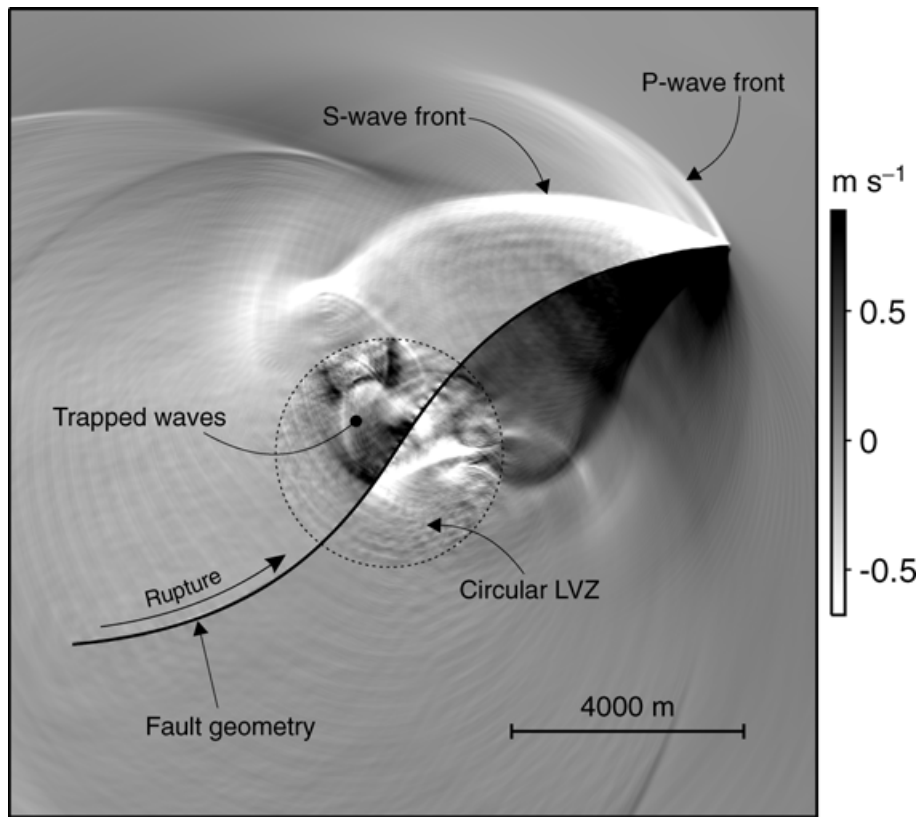 P-wave front
S-wave front
m s⁻¹
0.5
Trapped waves
0
-0.5
Rupture
Circular LVZ
Fault geometry
4000 m